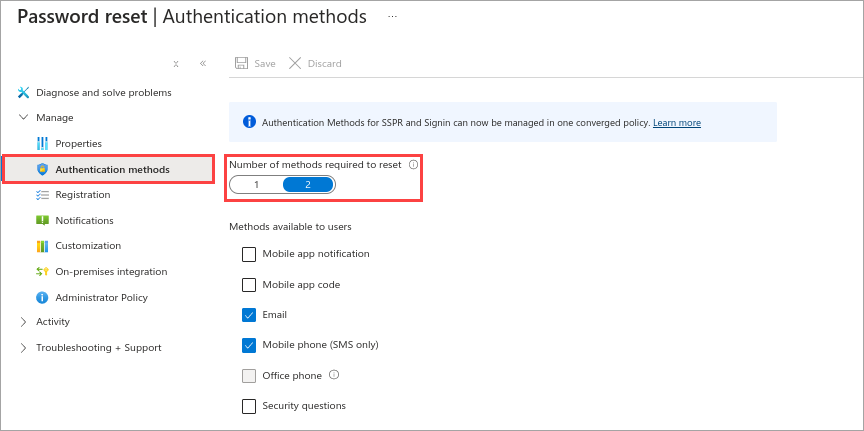 Password reset | Authentication methods ...
Save Discard
Diagnose and solve problems
Manage
Properties
Authentication methods
Registration
Notifications
Customization
On-premises integration
Administrator Policy
Activity
Troubleshooting + Support
Authentication Methods for SSPR and Signin can now be managed in one converged policy. Learn more
Number of methods required to reset
1 2
Methods available to users
Mobile app notification
Mobile app code
Email
Mobile phone (SMS only)
Office phone
Security questions